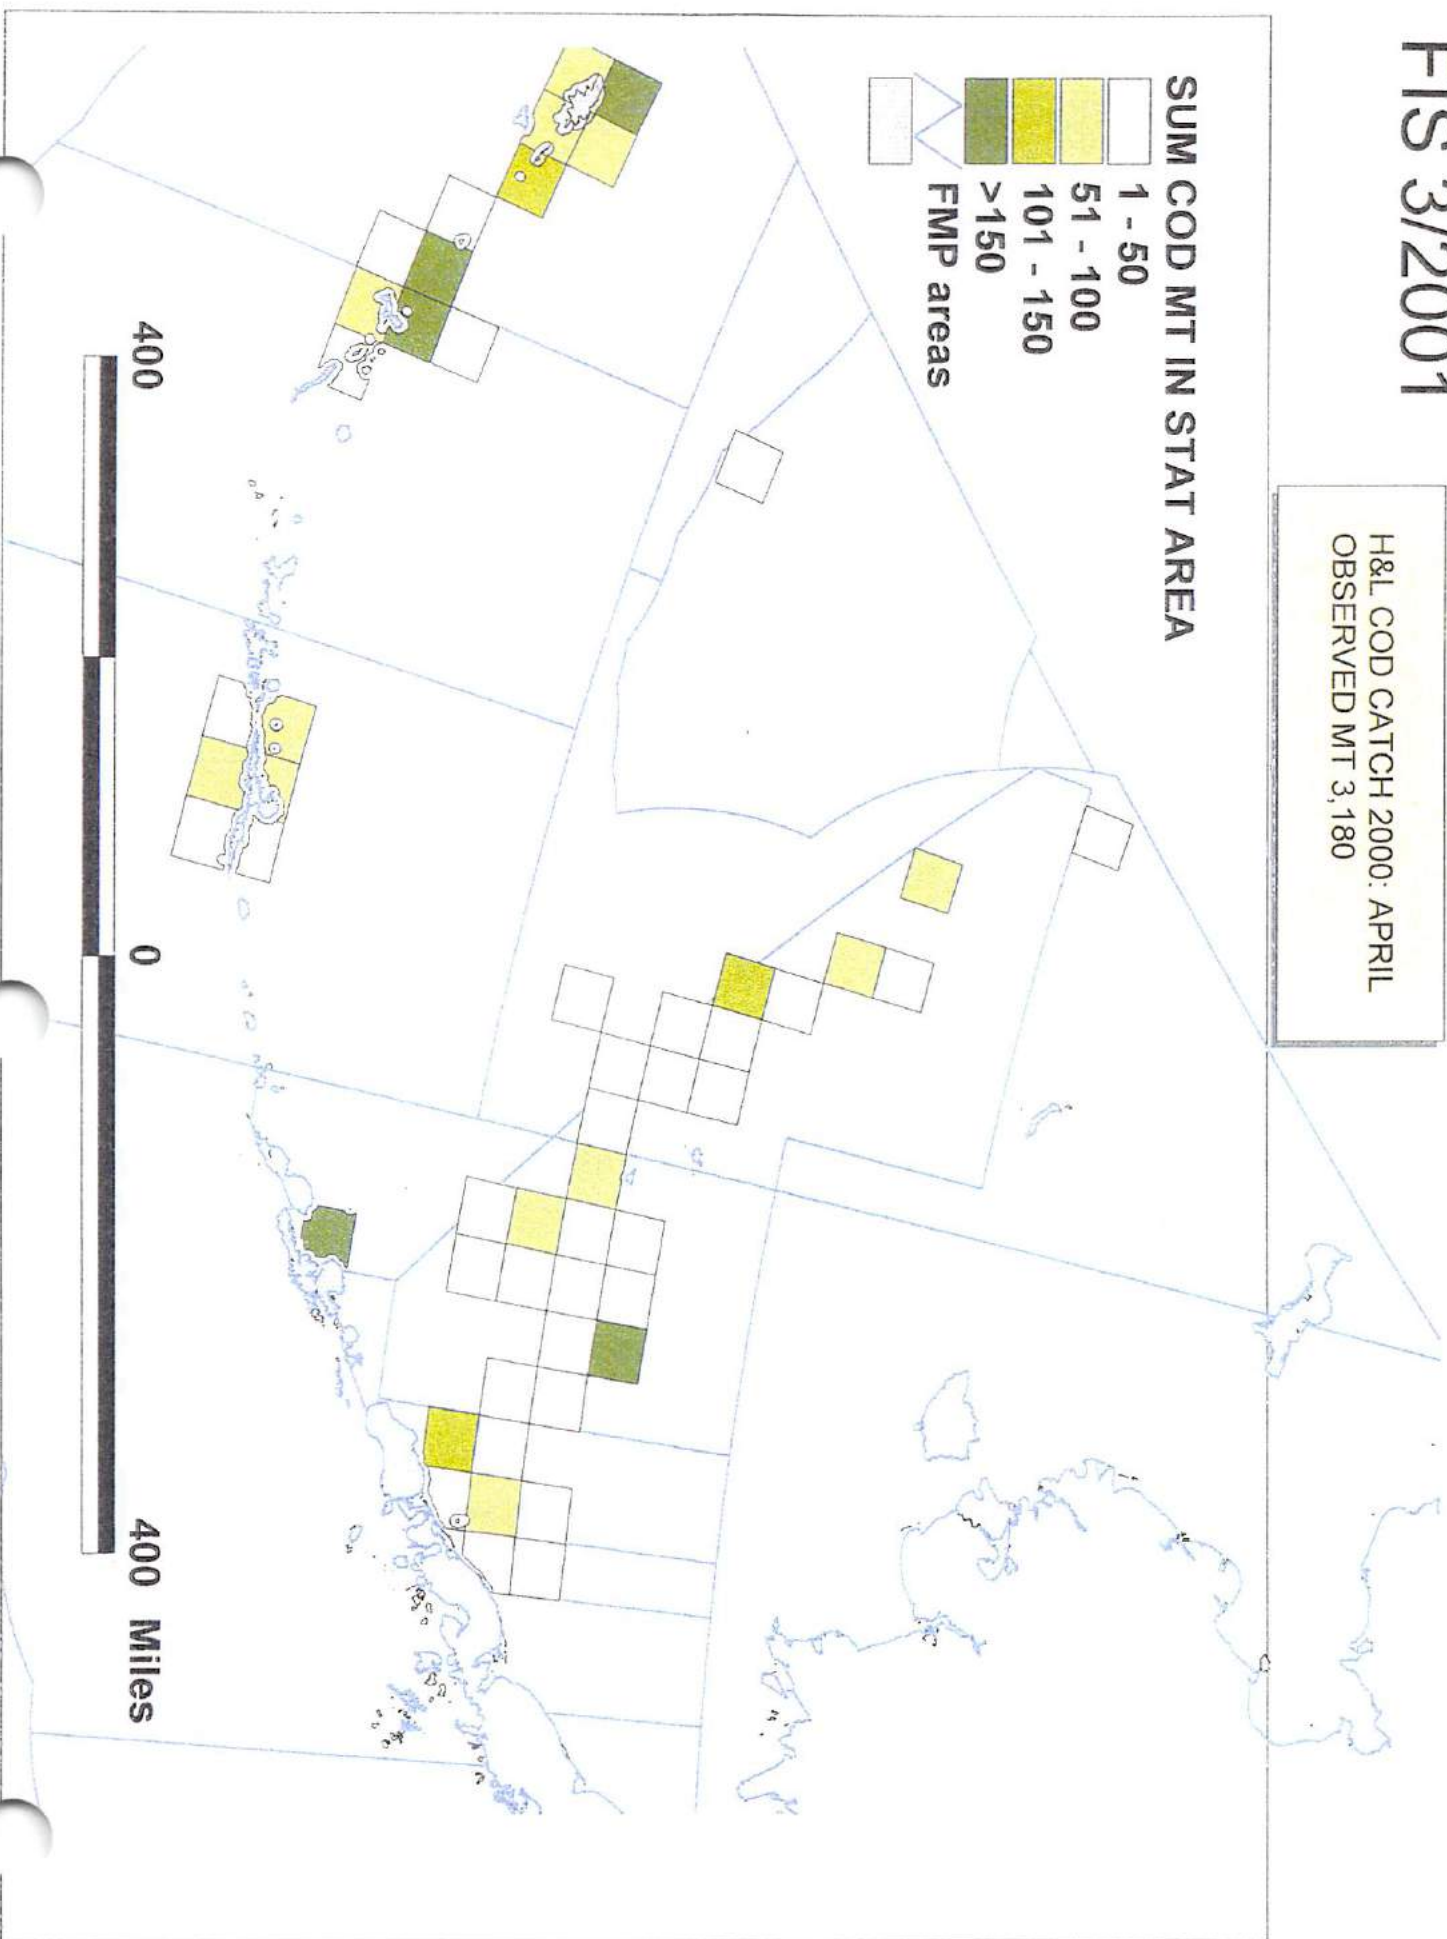 FIS 3/2001
H&L COD CATCH 2000: APRIL
OBSERVED MT 3,180
SUM COD MT IN STAT AREA
1 - 50
51 - 100
101 - 150
>150
FMP areas
400 0 400 Miles